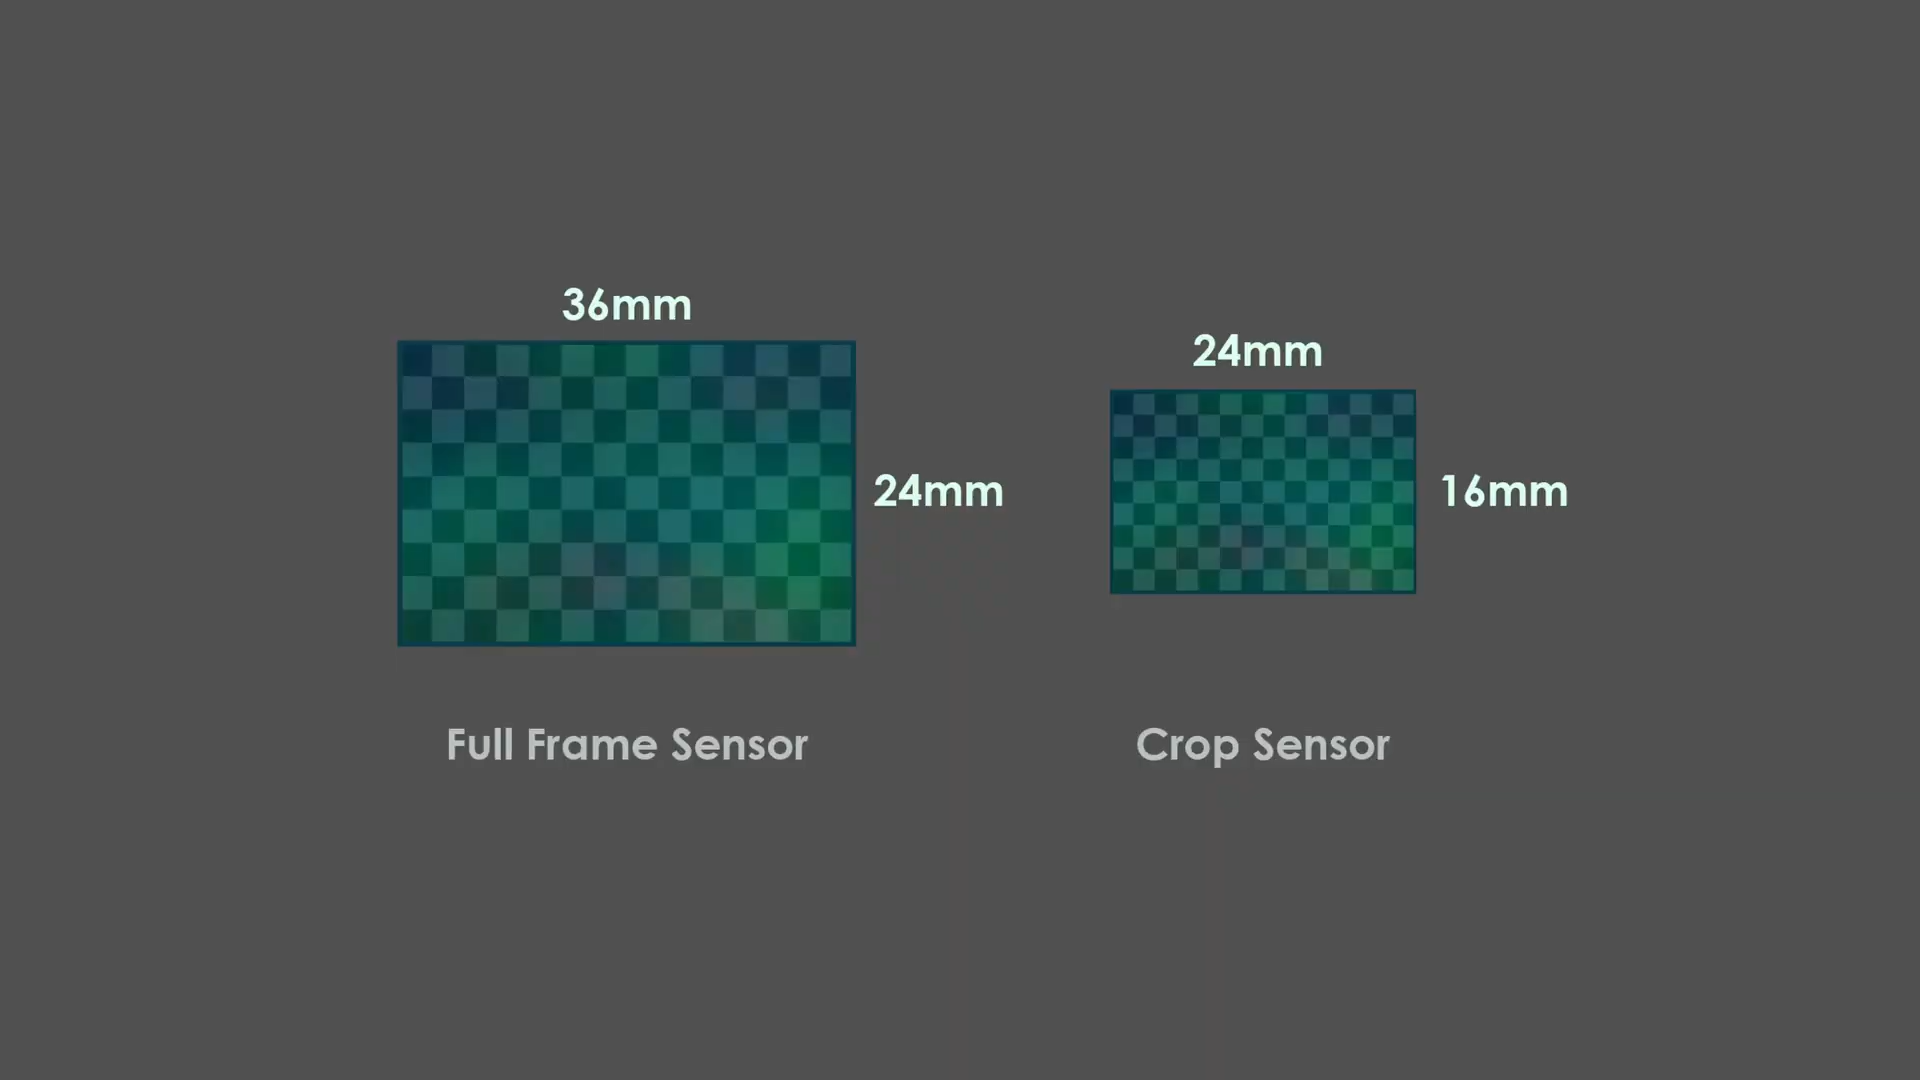 36mm
24mm
24mm
16mm
Full Frame Sensor
Crop Sensor